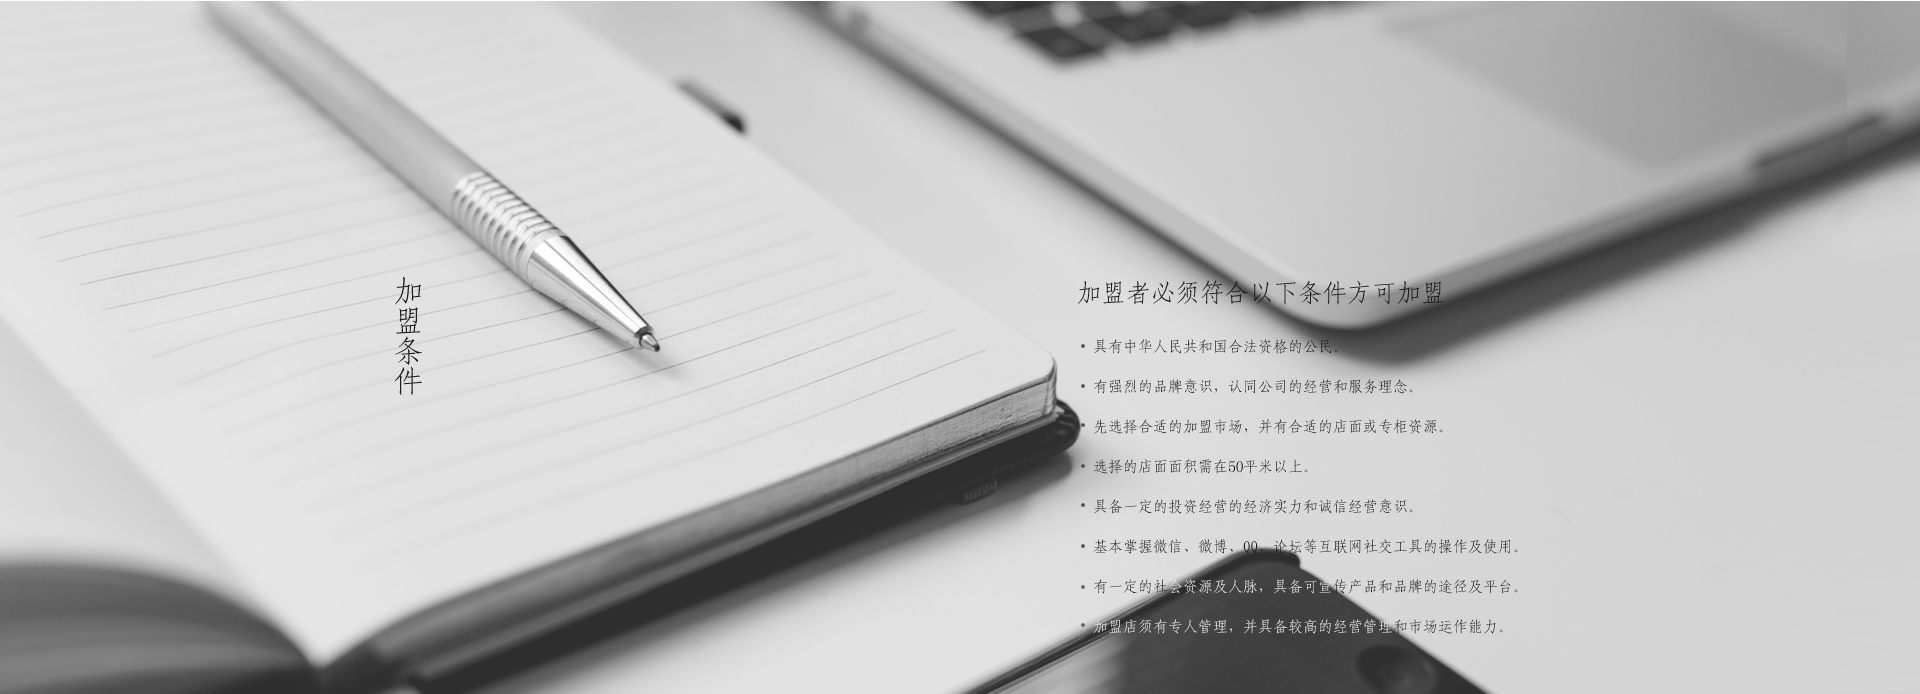 加盟条件
加盟者必须符合以下条件方可加盟
• 具有中华人民共和国合法资格的公民。
• 有强烈的品牌意识，认同公司的经营和服务理念。
• 先选择合适的加盟市场，并有合适的店面或专柜资源。
• 选择的店面面积需在50平米以上。
• 具备一定的投资经营的经济实力和诚信经营意识。
• 基本掌握微信、微博、QQ、论坛等互联网社交工具的操作及使用。
• 有一定的社会资源及人脉，具备可宣传产品和品牌的途径及平台。
• 加盟店须有专人管理，并具备较高的经营管理和市场运作能力。